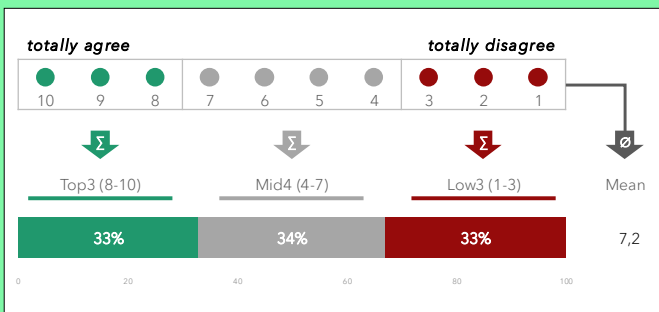 totally agree totally disagree
10 9 8 7 6 5 4 3 2 1
Σ Σ Σ Ø
Top3 (8-10) Mid4 (4-7) Low3 (1-3) Mean
33% 34% 33% 7,2
0 20 40 60 80 100